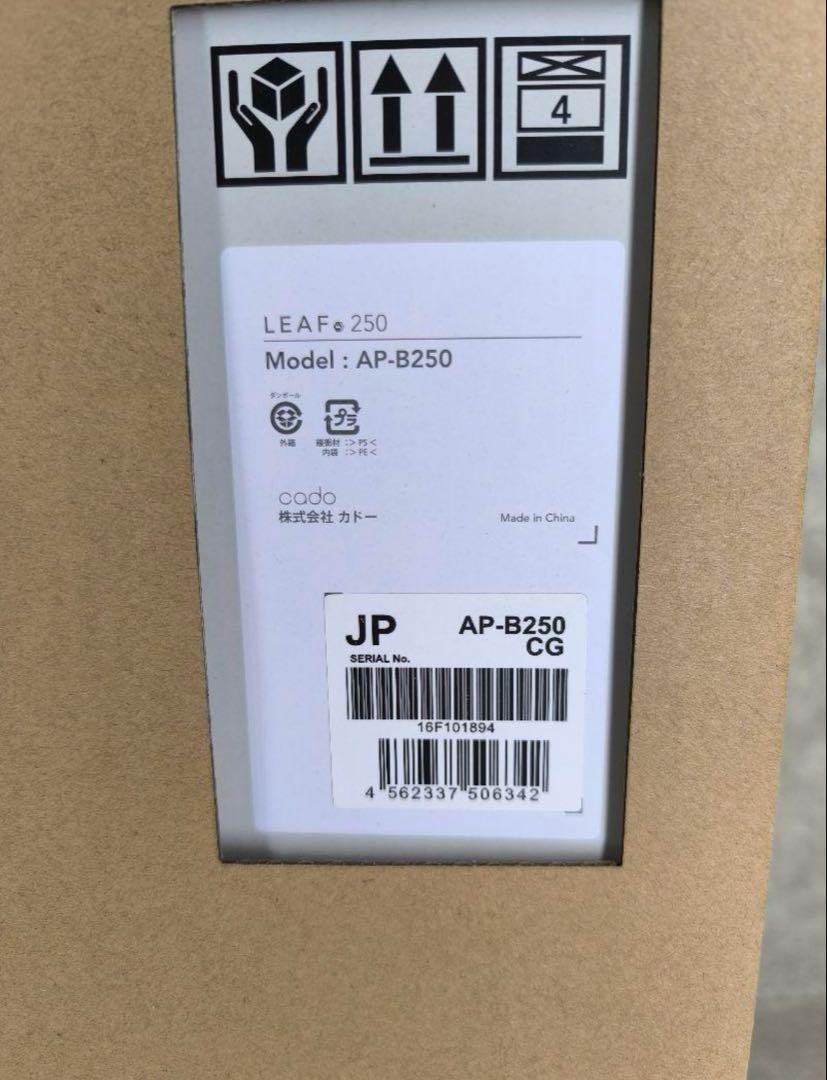 4
LEAF 250
Model : AP-B250
ダンボール
プラ
外箱 緩衝材 :> PS <
内袋 :> PE <
cado
株式会社 カドー
Made in China
JP AP-B250
CG
SERIAL No.
16F101894
4 562337 506342